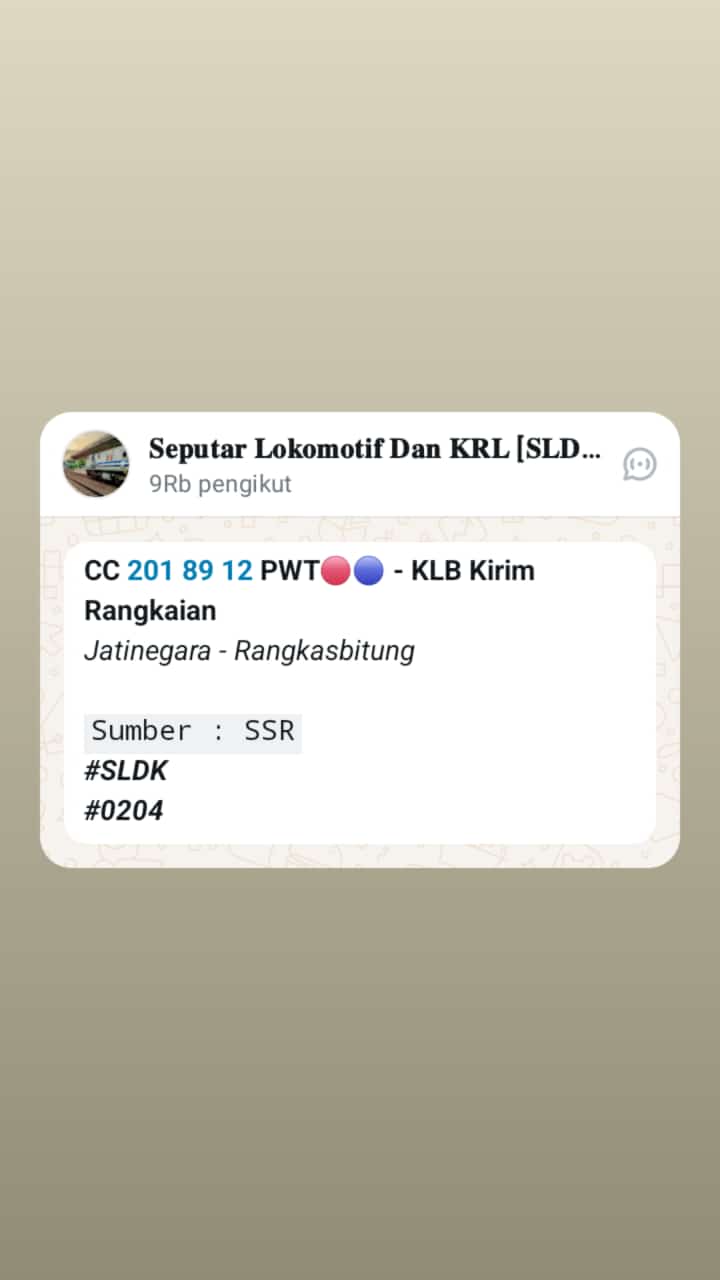 Seputar Lokomotif Dan KRL [SLD...
9Rb pengikut
CC 201 89 12 PWT🔴🔵 - KLB Kirim
Rangkaian
Jatinegara - Rangkasbitung
Sumber : SSR
#SLDK
#0204